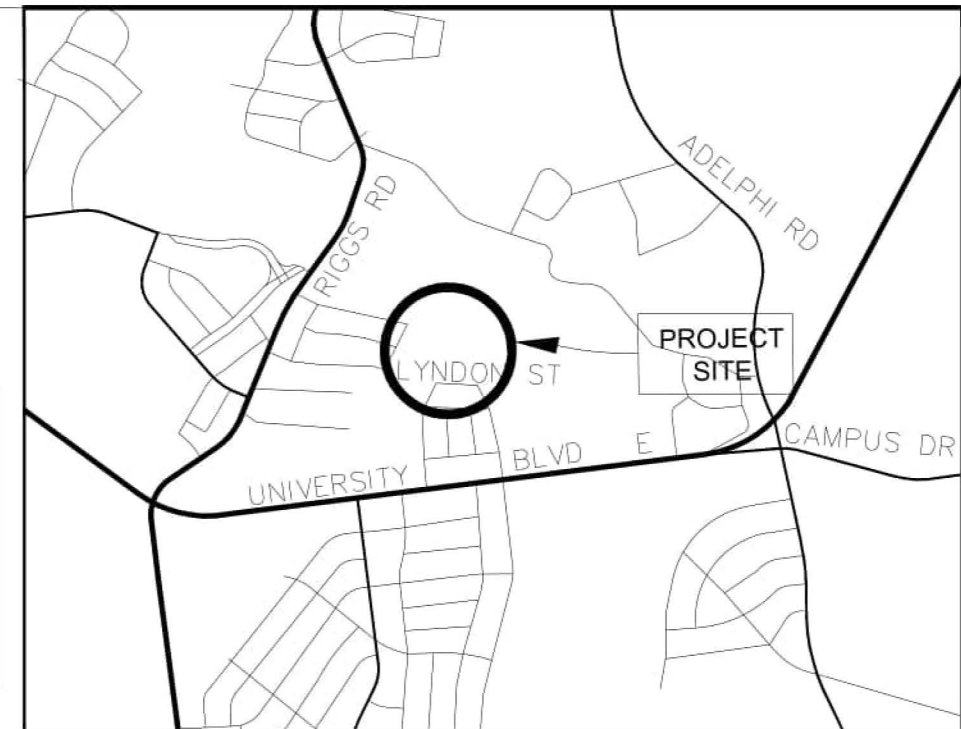 ADELPHI RD
RIGGS RD
PROJECT
SITE
LYNDON ST
UNIVERSITY BLVD E
CAMPUS DR